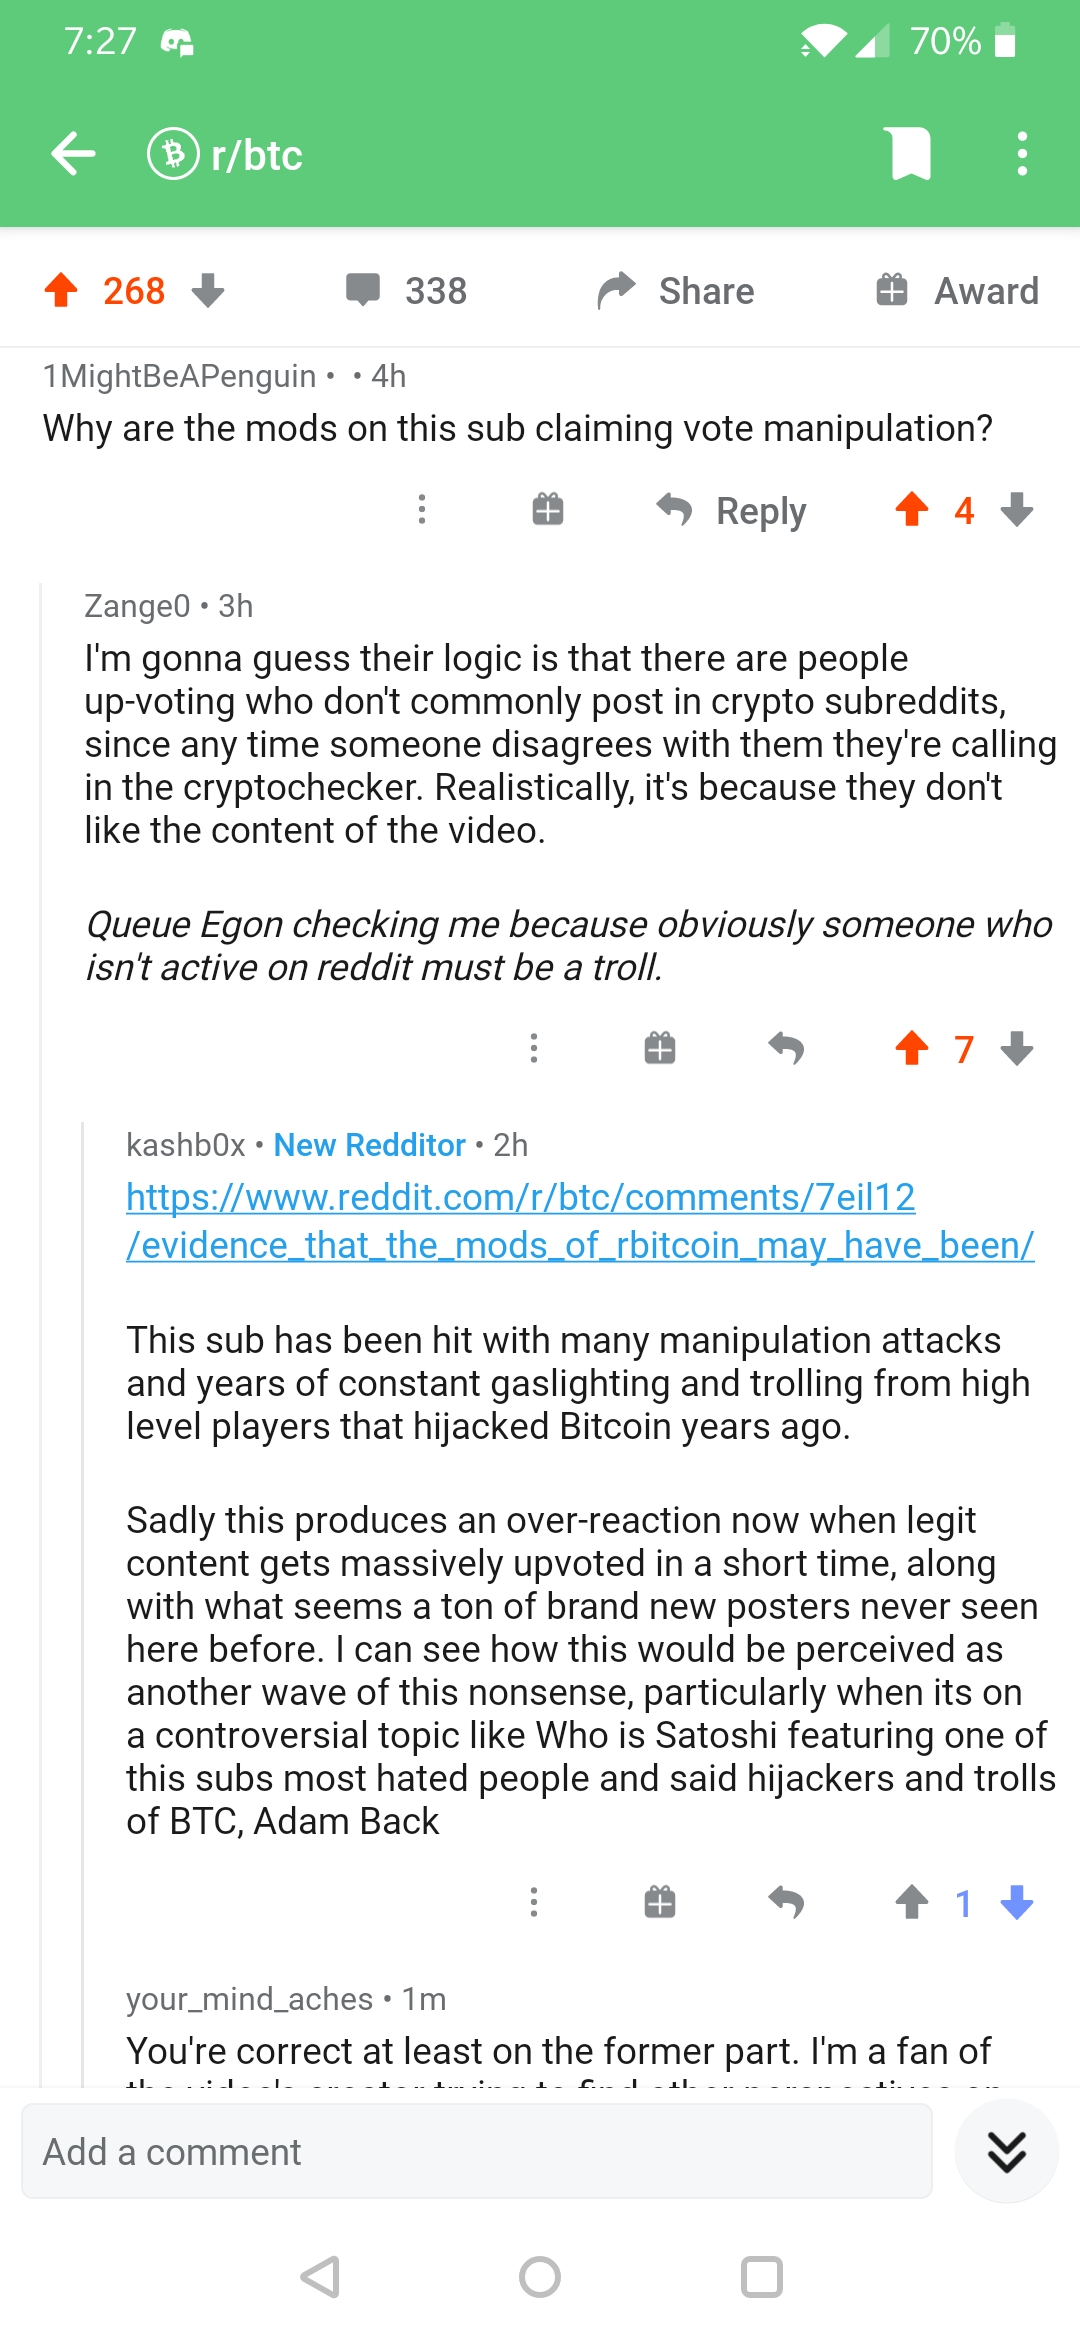 7:27 70%
r/btc
268 338 Share Award
1MightBeAPenguin • • 4h
Why are the mods on this sub claiming vote manipulation?
Reply 4
Zange0 • 3h
I'm gonna guess their logic is that there are people
up-voting who don't commonly post in crypto subreddits,
since any time someone disagrees with them they're calling
in the cryptochecker. Realistically, it's because they don't
like the content of the video.
Queue Egon checking me because obviously someone who
isn't active on reddit must be a troll.
7
kashb0x • New Redditor • 2h
https://www.reddit.com/r/btc/comments/7eil12
/evidence_that_the_mods_of_rbitcoin_may_have_been/
This sub has been hit with many manipulation attacks
and years of constant gaslighting and trolling from high
level players that hijacked Bitcoin years ago.
Sadly this produces an over-reaction now when legit
content gets massively upvoted in a short time, along
with what seems a ton of brand new posters never seen
here before. I can see how this would be perceived as
another wave of this nonsense, particularly when its on
a controversial topic like Who is Satoshi featuring one of
this subs most hated people and said hijackers and trolls
of BTC, Adam Back
1
your_mind_aches • 1m
You're correct at least on the former part. I'm a fan of
Add a comment